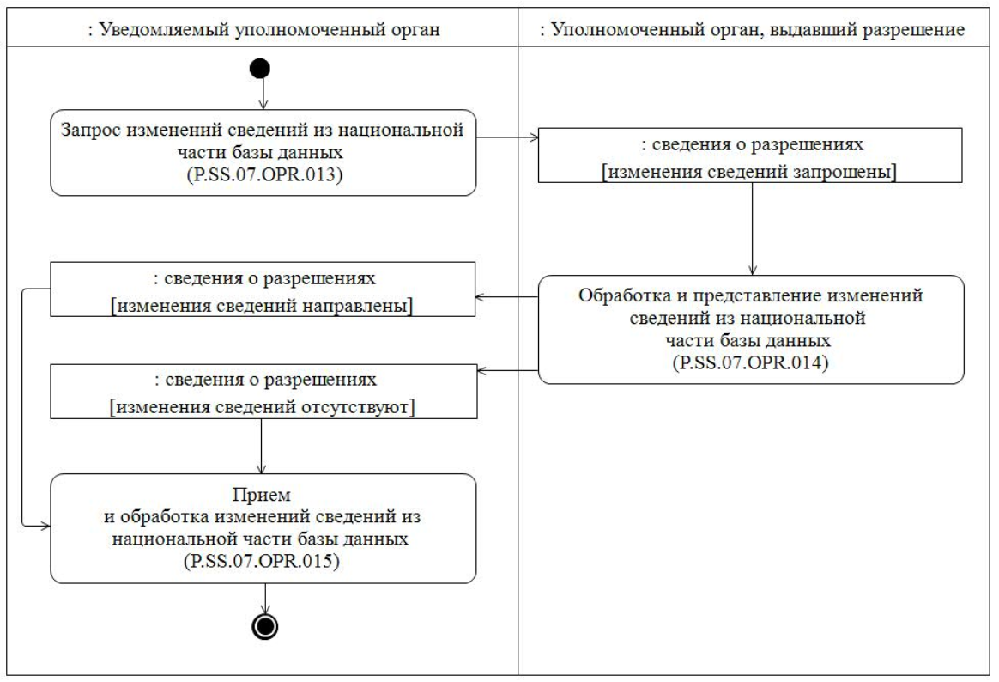 : Уведомляемый уполномоченный орган
: Уполномоченный орган, выдавший разрешение
Запрос изменений сведений из национальной
части базы данных
(P.SS.07.OPR.013)
: сведения о разрешениях
[изменения сведений запрошены]
: сведения о разрешениях
[изменения сведений направлены]
Обработка и представление изменений
сведений из национальной
части базы данных
(P.SS.07.OPR.014)
: сведения о разрешениях
[изменения сведений отсутствуют]
Прием
и обработка изменений сведений из
национальной части базы данных
(P.SS.07.OPR.015)